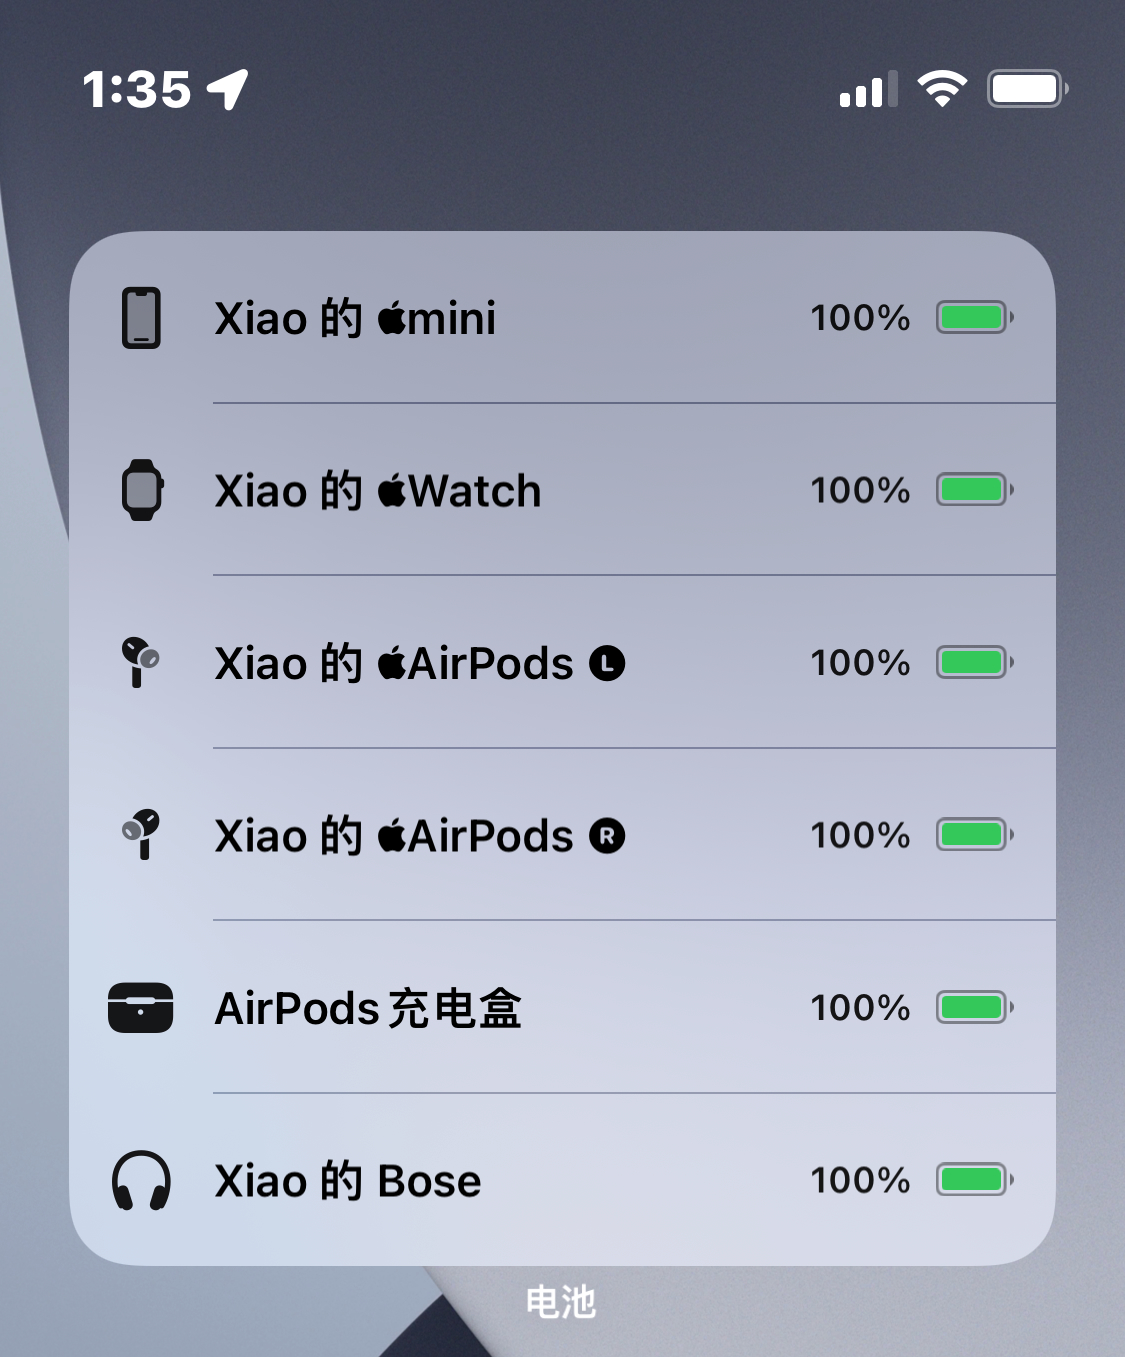 1:35
Xiao 的 mini 100%
Xiao 的 Watch 100%
Xiao 的 AirPods L 100%
Xiao 的 AirPods R 100%
AirPods 充电盒 100%
Xiao 的 Bose 100%
电池